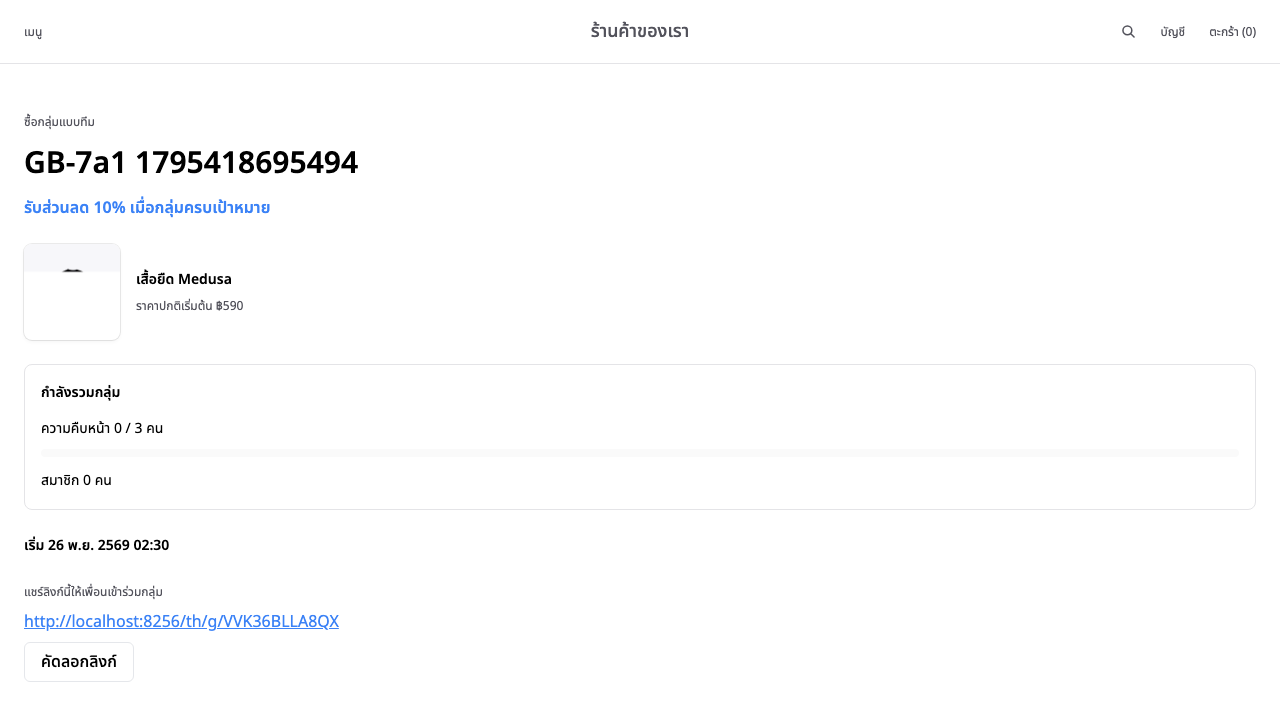 เมนู
ร้านค้าของเรา
บัญชี
ตะกร้า (0)
ซื้อกลุ่มแบบทีม
GB-7a1 1795418695494
รับส่วนลด 10% เมื่อกลุ่มครบเป้าหมาย
เสื้อยืด Medusa
ราคาปกติเริ่มต้น ฿590
กำลังรวมกลุ่ม
ความคืบหน้า 0 / 3 คน
สมาชิก 0 คน
เริ่ม 26 พ.ย. 2569 02:30
แชร์ลิงก์นี้ให้เพื่อนเข้าร่วมกลุ่ม
http://localhost:8256/th/g/VVK36BLLA8QX
คัดลอกลิงก์